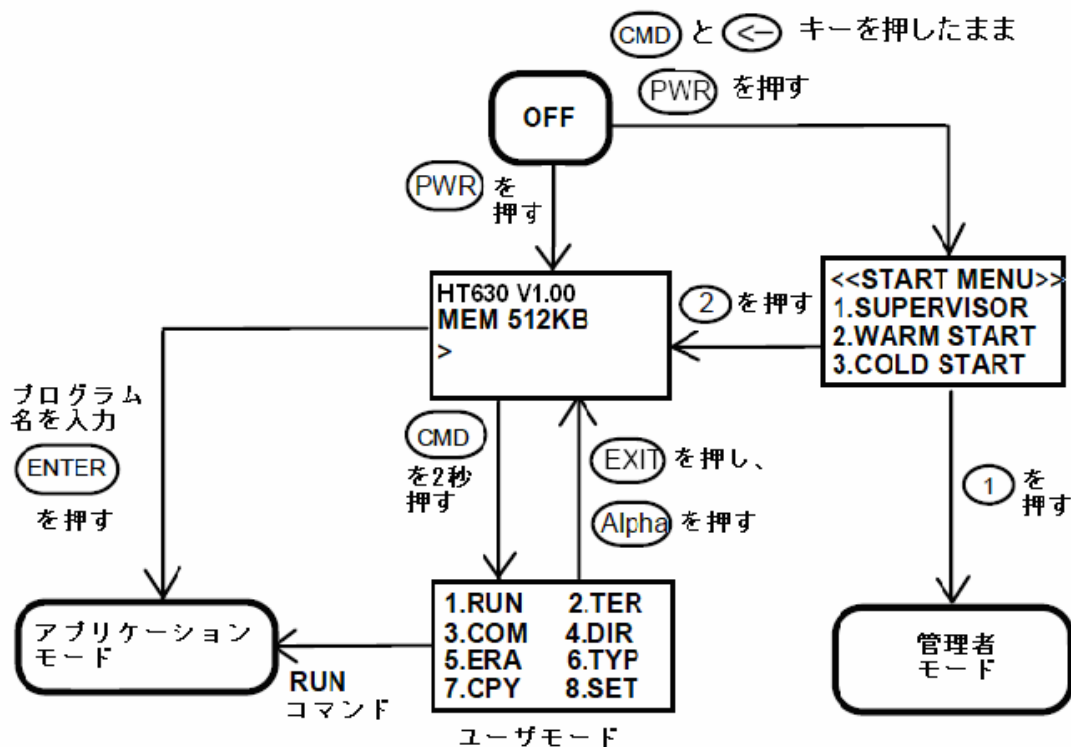 CMD と <- キーを押したまま
PWR を押す
OFF
PWR を
押す
HT630 V1.00
MEM 512KB
>
2 を押す
<<START MENU>>
1.SUPERVISOR
2.WARM START
3.COLD START
プログラム
名を入力
ENTER
を押す
CMD
を2秒
押す
EXIT を押し、
Alpha を押す
1 を
押す
アプリケーション
モード
RUN
コマンド
1.RUN 2.TER
3.COM 4.DIR
5.ERA 6.TYP
7.CPY 8.SET
ユーザモード
管理者
モード